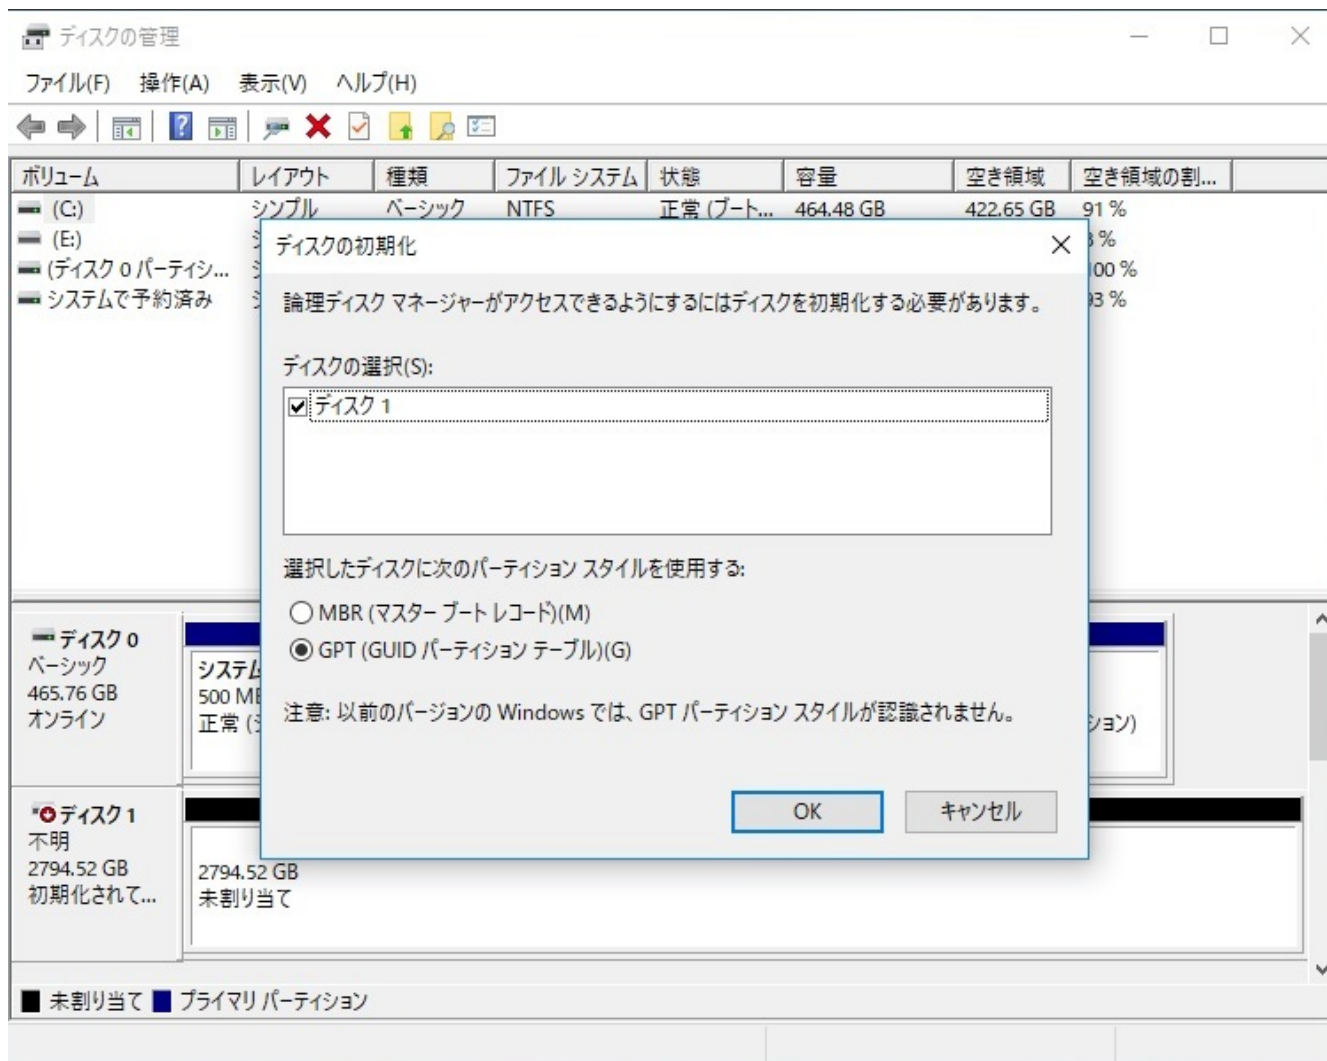 ディスクの管理
ファイル(F) 操作(A) 表示(V) ヘルプ(H)
ボリューム レイアウト 種類 ファイル システム 状態 容量 空き領域 空き領域の割...
(C:) シンプル ベーシック NTFS 正常 (ブート... 464.48 GB 422.65 GB 91 %
(E:) %
(ディスク 0 パーティシ... 00 %
システムで予約済み 3 %
ディスクの初期化
論理ディスク マネージャーがアクセスできるようにするにはディスクを初期化する必要があります。
ディスクの選択(S):
ディスク 1
選択したディスクに次のパーティション スタイルを使用する:
MBR (マスター ブート レコード)(M)
GPT (GUID パーティション テーブル)(G)
注意: 以前のバージョンの Windows では、GPT パーティション スタイルが認識されません。
OK キャンセル
ディスク 0
ベーシック
465.76 GB
オンライン
システム
500 M
正常 (
ション)
ディスク 1
不明
2794.52 GB
初期化されて...
2794.52 GB
未割り当て
未割り当て プライマリ パーティション